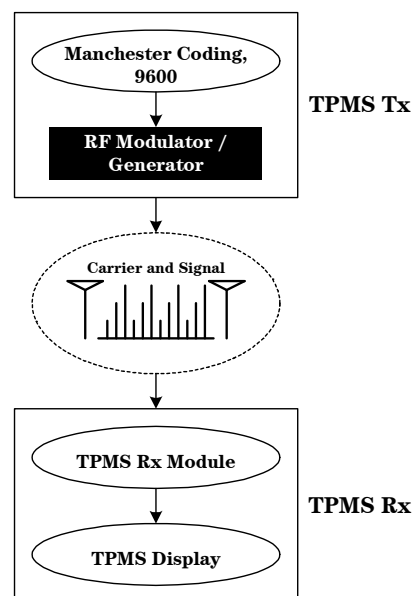 Manchester Coding,
9600
TPMS Tx
RF Modulator /
Generator
Carrier and Signal
TPMS Rx Module
TPMS Rx
TPMS Display